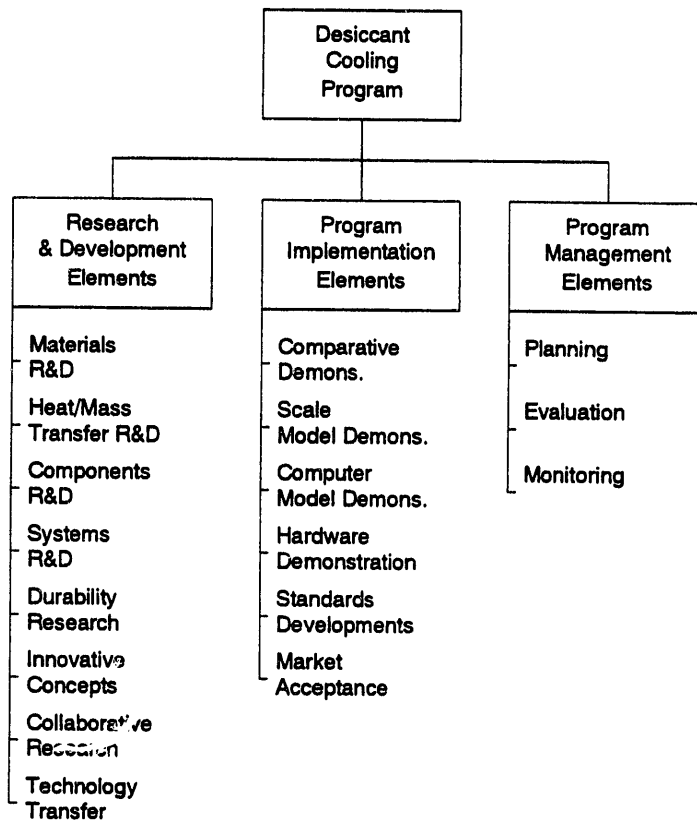 Desiccant
Cooling
Program
Research
& Development
Elements
Materials
R&D
Heat/Mass
Transfer R&D
Components
R&D
Systems
R&D
Durability
Research
Innovative
Concepts
Collaborative
Research
Technology
Transfer
Program
Implementation
Elements
Comparative
Demons.
Scale
Model Demons.
Computer
Model Demons.
Hardware
Demonstration
Standards
Developments
Market
Acceptance
Program
Management
Elements
Planning
Evaluation
Monitoring